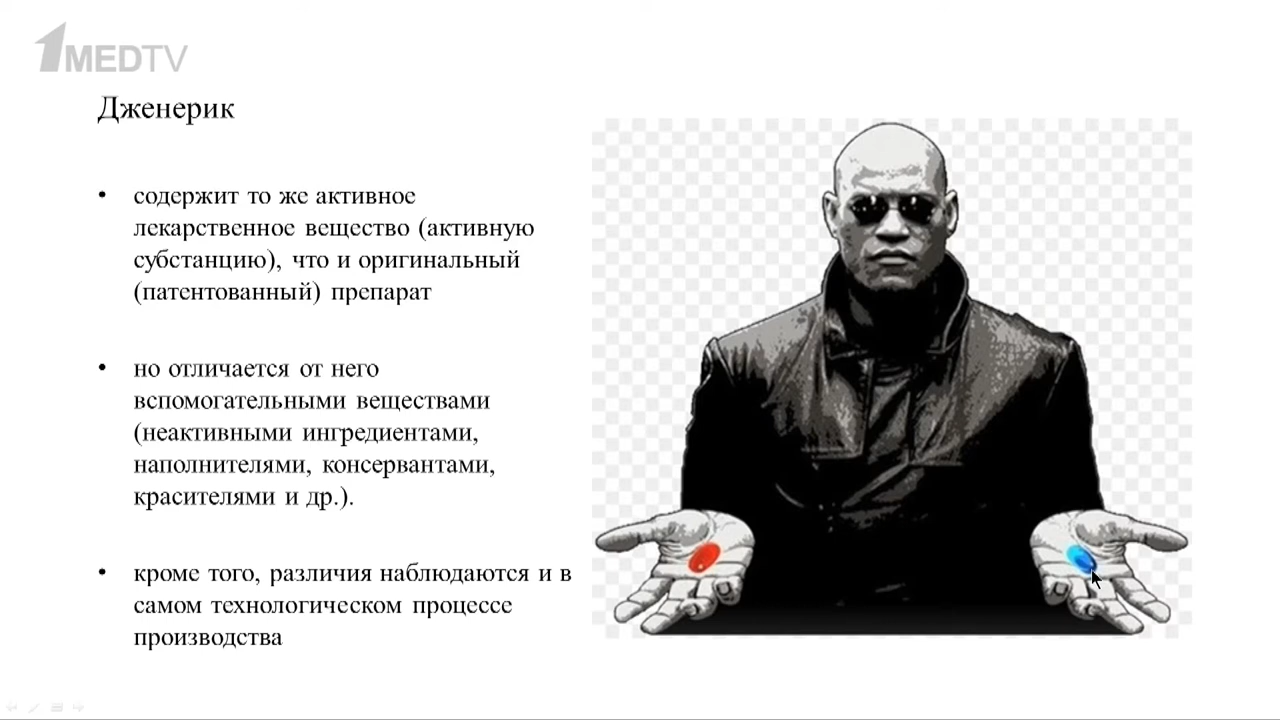 1MEDTV
Дженерик
• содержит то же активное
лекарственное вещество (активную
субстанцию), что и оригинальный
(патентованный) препарат
• но отличается от него
вспомогательными веществами
(неактивными ингредиентами,
наполнителями, консервантами,
красителями и др.).
• кроме того, различия наблюдаются и в
самом технологическом процессе
производства